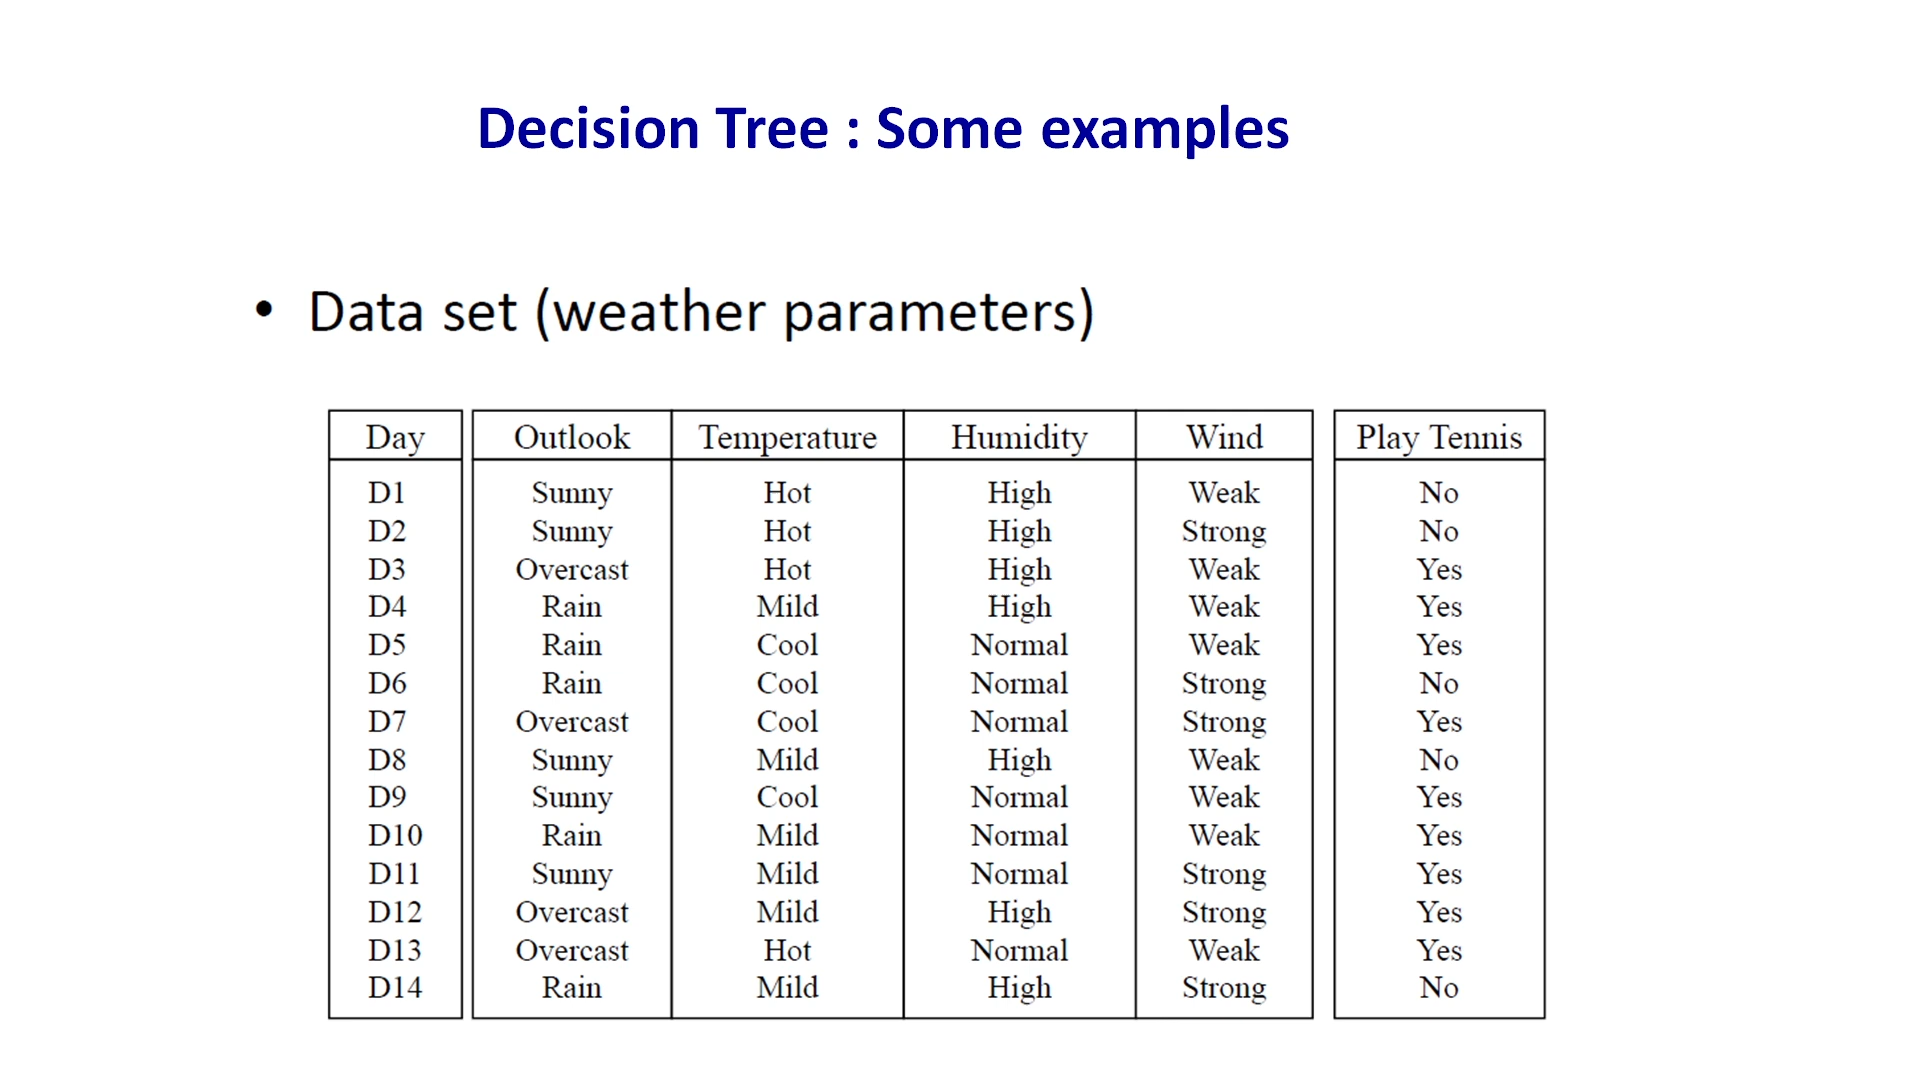 Decision Tree : Some examples
• Data set (weather parameters)
Day Outlook Temperature Humidity Wind Play Tennis
D1 Sunny Hot High Weak No
D2 Sunny Hot High Strong No
D3 Overcast Hot High Weak Yes
D4 Rain Mild High Weak Yes
D5 Rain Cool Normal Weak Yes
D6 Rain Cool Normal Strong No
D7 Overcast Cool Normal Strong Yes
D8 Sunny Mild High Weak No
D9 Sunny Cool Normal Weak Yes
D10 Rain Mild Normal Weak Yes
D11 Sunny Mild Normal Strong Yes
D12 Overcast Mild High Strong Yes
D13 Overcast Hot Normal Weak Yes
D14 Rain Mild High Strong No